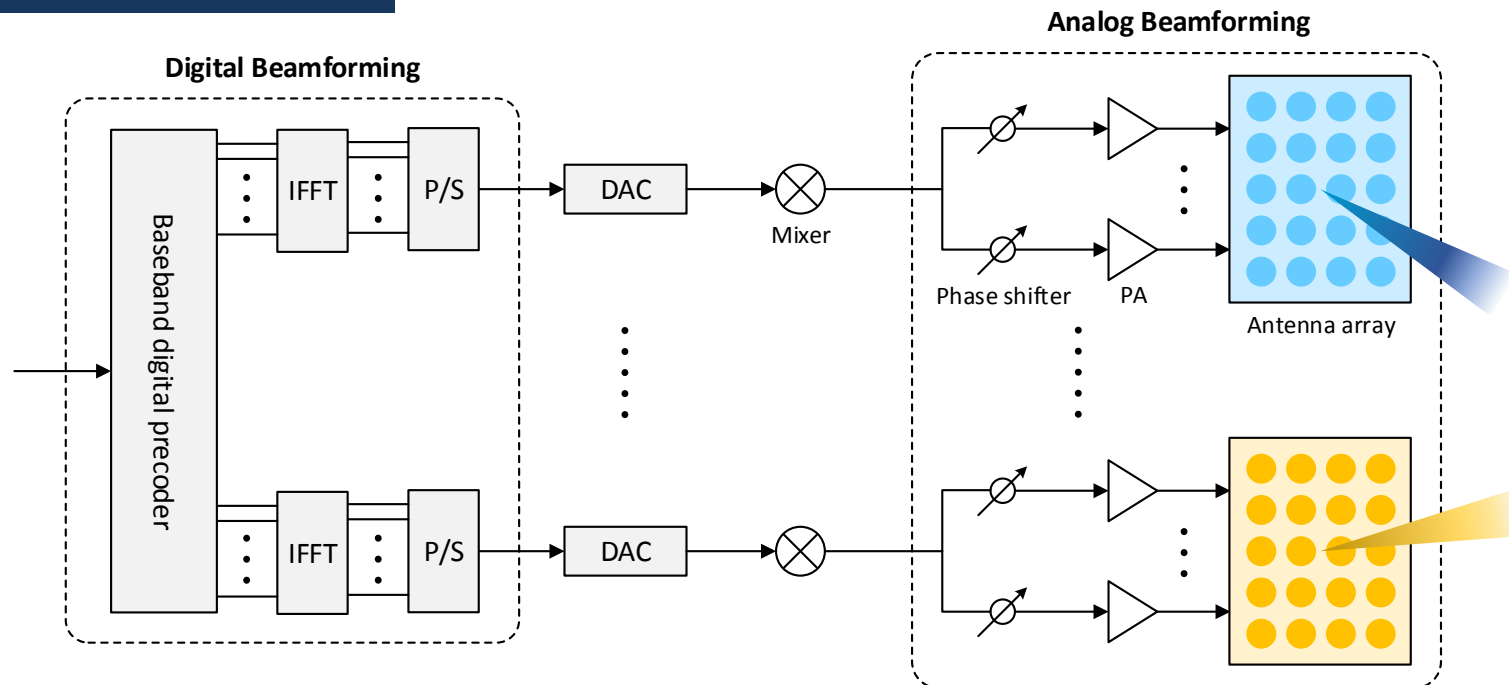 Analog Beamforming
Digital Beamforming
Baseband digital precoder
IFFT
P/S
DAC
Mixer
Phase shifter
PA
Antenna array
IFFT
P/S
DAC